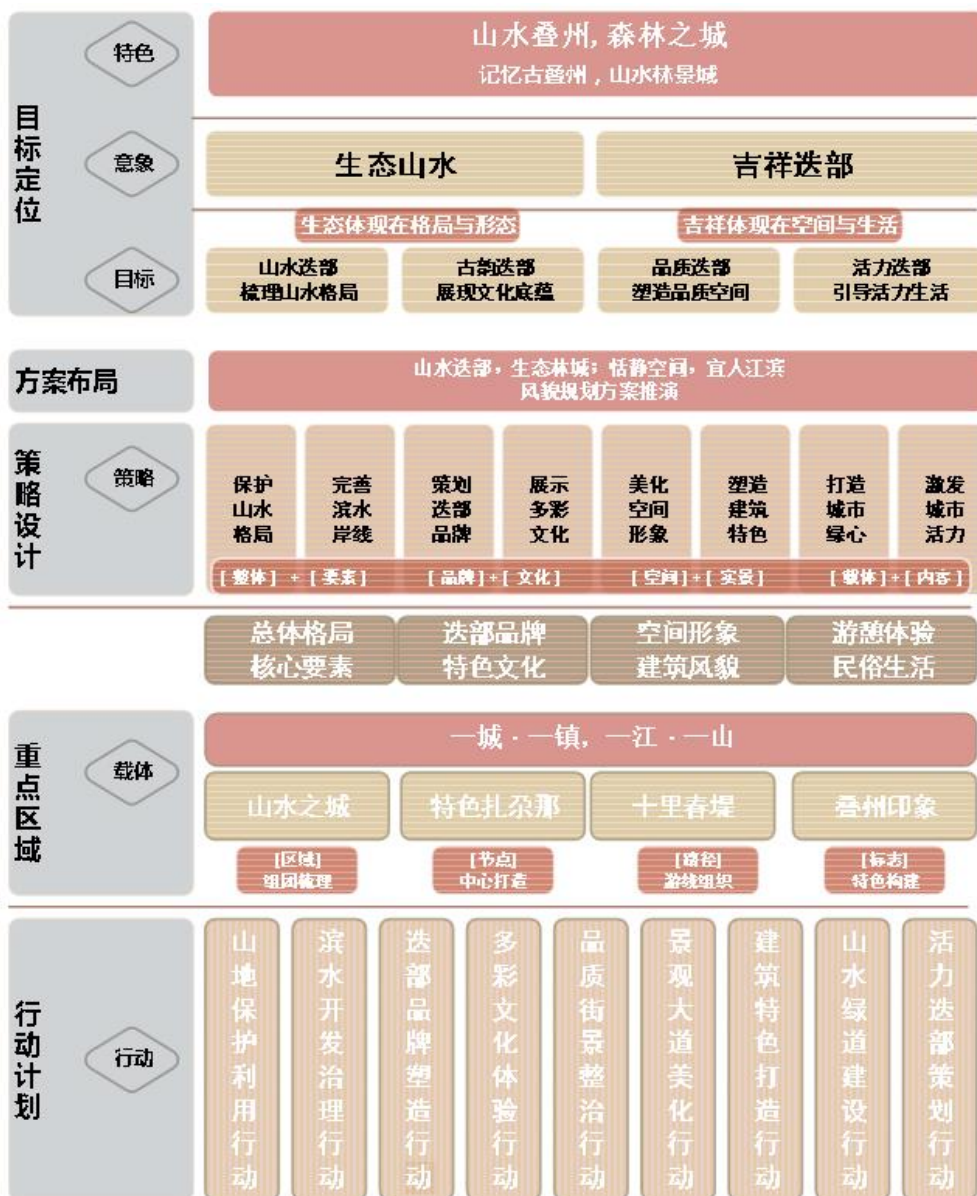 目标定位
特色
山水叠州，森林之城
记忆古叠州，山水林景城
意象
生态山水
吉祥迭部
生态体现在格局与形态
吉祥体现在空间与生活
目标
山水迭部
梳理山水格局
古韵迭部
展现文化底蕴
品质迭部
塑造品质空间
活力迭部
引导活力生活
方案布局
山水迭部，生态林城；恬静空间，宜人江滨
风貌规划方案推演
策略设计
策略
保护
山水
格局
完善
滨水
岸线
策划
迭部
品牌
展示
多彩
文化
美化
空间
形象
塑造
建筑
特色
打造
城市
绿心
激发
城市
活力
[整体]+[要素]
[品牌]+[文化]
[空间]+[实景]
[载体]+[内容]
总体格局
核心要素
迭部品牌
特色文化
空间形象
建筑风貌
游憩体验
民俗生活
重点区域
载体
一城·一镇，一江·一山
山水之城
特色扎尕那
十里春堤
叠州印象
[区域]
组团梳理
[节点]
中心打造
[路径]
游线组织
[标志]
特色构建
行动计划
行动
山地保护利用行动
滨水开发治理行动
迭部品牌塑造行动
多彩文化体验行动
品质街景整治行动
景观大道美化行动
建筑特色打造行动
山水绿道建设行动
活力迭部策划行动